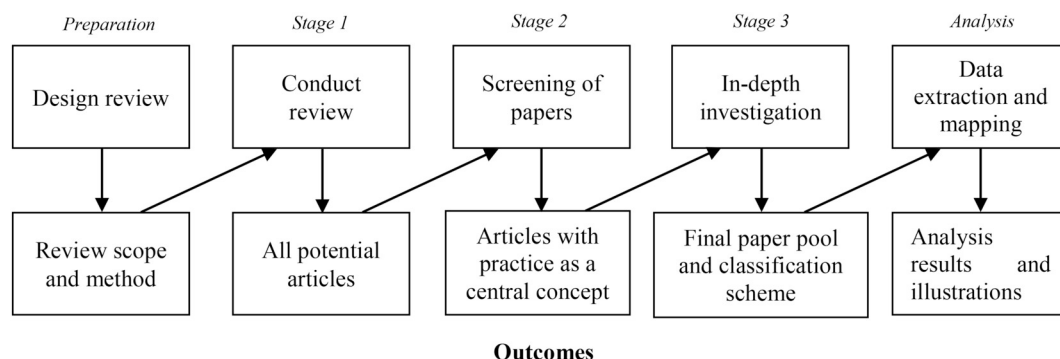 Preparation
Stage 1
Stage 2
Stage 3
Analysis
Design review
Conduct
review
Screening of
papers
In-depth
investigation
Data
extraction and
mapping
Review scope
and method
All potential
articles
Articles with
practice as a
central concept
Final paper pool
and classification
scheme
Analysis
results and
illustrations
Outcomes